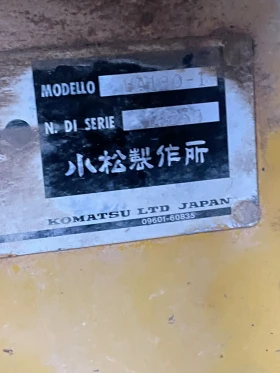 MODELLO
N. DI SERIE
小松製作所
KOMATSU LTD JAPAN
09601-60835